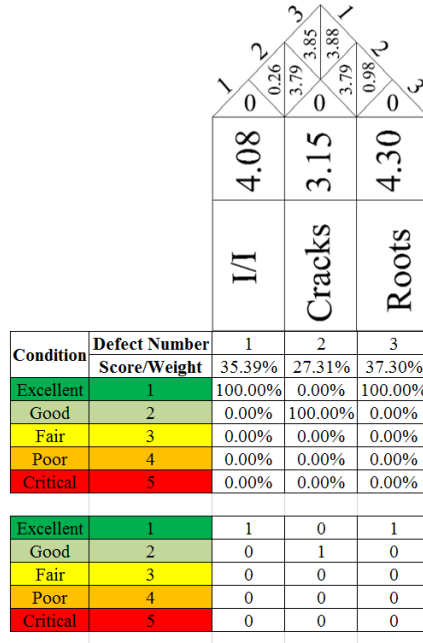 3 1
2 3.85 3.88 2
1 0.26 3.79 3.79 0.98 3
0 0 0
4.08 3.15 4.30
I/I Cracks Roots
Condition Defect Number 1 2 3
Score/Weight 35.39% 27.31% 37.30%
Excellent 1 100.00% 0.00% 100.00%
Good 2 0.00% 100.00% 0.00%
Fair 3 0.00% 0.00% 0.00%
Poor 4 0.00% 0.00% 0.00%
Critical 5 0.00% 0.00% 0.00%
Excellent 1 1 0 1
Good 2 0 1 0
Fair 3 0 0 0
Poor 4 0 0 0
Critical 5 0 0 0